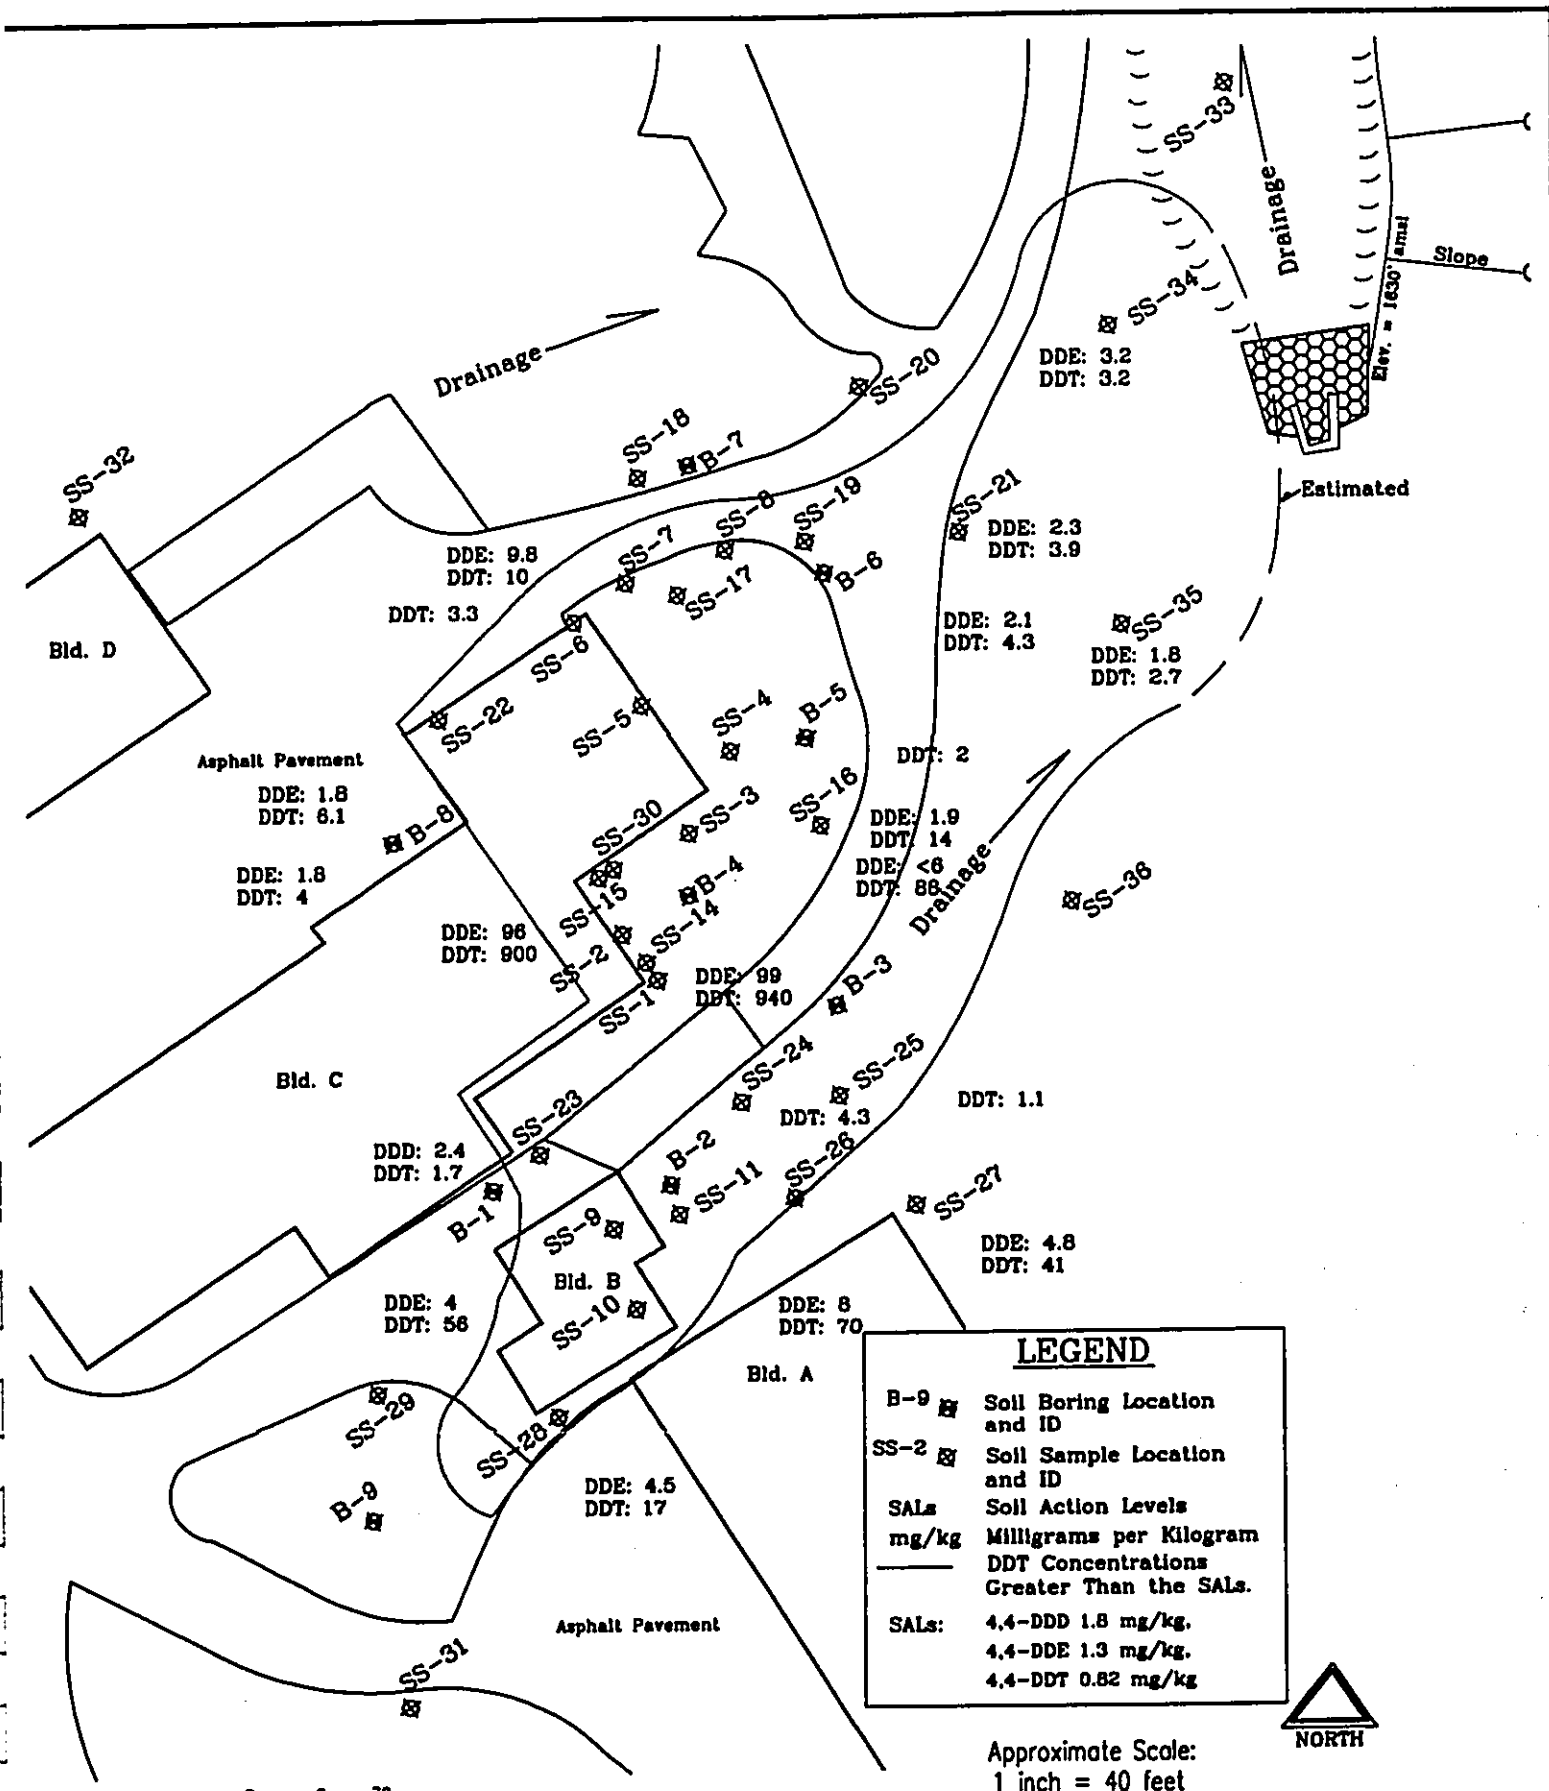 SS-33
Drainage
Elev. = 1630' amsl
Slope
SS-34
DDE: 3.2
DDT: 3.2
Drainage
SS-20
SS-18
B-7
SS-32
Estimated
SS-21
DDE: 2.3
DDT: 3.9
SS-19
SS-8
SS-7
DDE: 9.8
DDT: 10
B-6
SS-17
DDT: 3.3
DDE: 2.1
DDT: 4.3
SS-35
DDE: 1.8
DDT: 2.7
Bld. D
SS-6
SS-22
SS-5
SS-4
B-5
Asphalt Pavement
DDE: 1.8
DDT: 6.1
DDT: 2
B-8
SS-30
SS-3
SS-16
DDE: 1.9
DDT: 14
DDE: <6
DDT: 88
Drainage
DDE: 1.8
DDT: 4
SS-15
B-4
SS-14
SS-36
DDE: 96
DDT: 900
SS-2
SS-1
DDE: 99
DDT: 940
B-3
SS-24
SS-25
Bld. C
DDT: 1.1
DDT: 4.3
SS-23
DDD: 2.4
DDT: 1.7
B-2
SS-11
SS-26
SS-27
B-1
SS-9
DDE: 4.8
DDT: 41
Bld. B
SS-10
DDE: 4
DDT: 56
DDE: 8
DDT: 70
Bld. A
SS-29
SS-28
B-9
DDE: 4.5
DDT: 17
Asphalt Pavement
SS-31
LEGEND
B-9 Soil Boring Location
and ID
SS-2 Soil Sample Location
and ID
SALs Soil Action Levels
mg/kg Milligrams per Kilogram
DDT Concentrations
Greater Than the SALs.
SALs: 4,4-DDD 1.8 mg/kg,
4,4-DDE 1.3 mg/kg,
4,4-DDT 0.82 mg/kg
NORTH
Approximate Scale:
1 inch = 40 feet